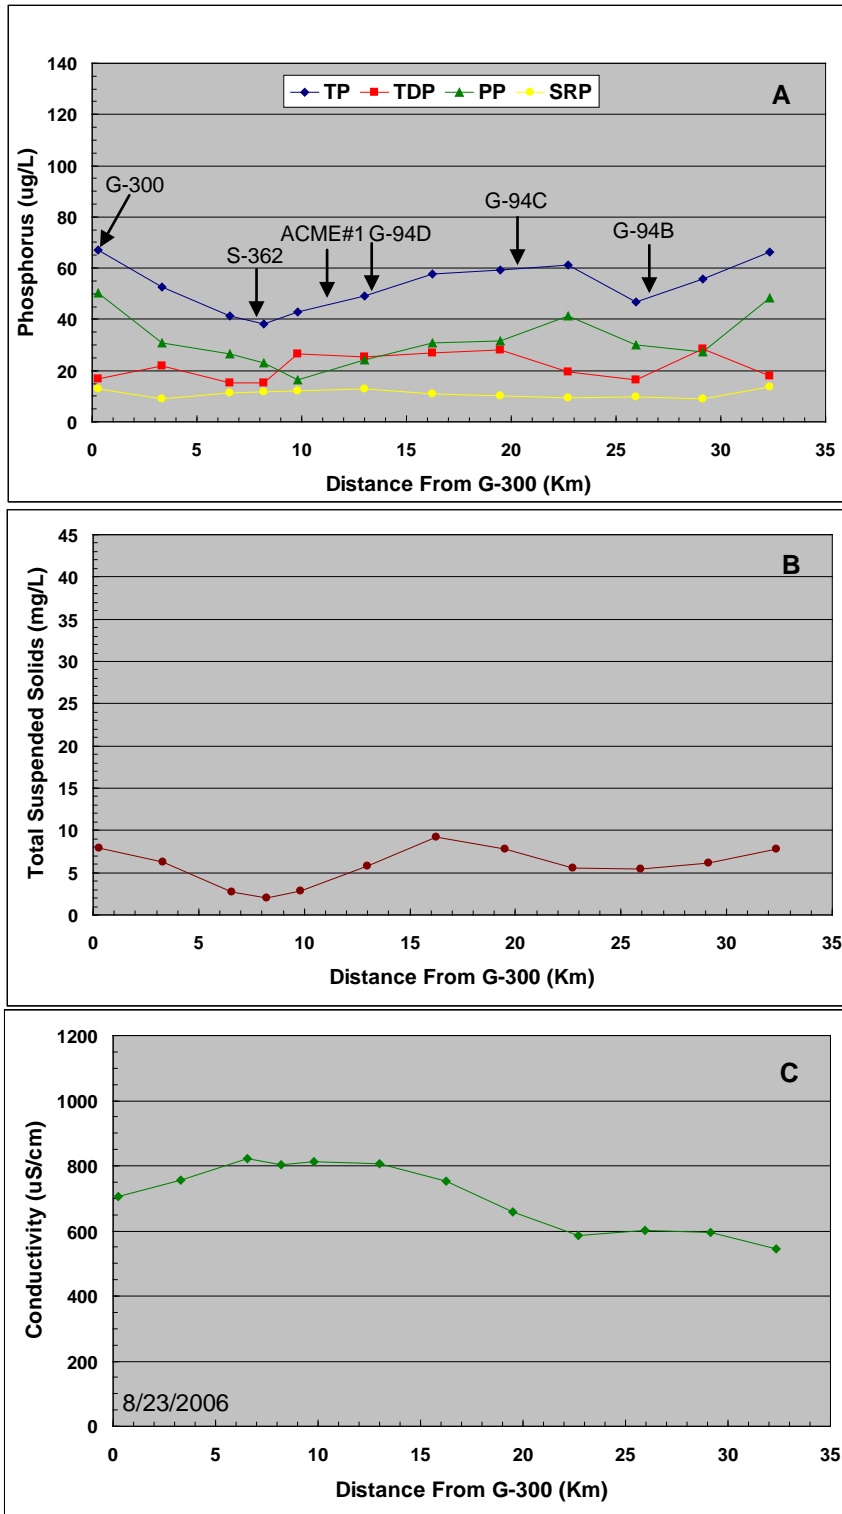 A
TP TDP PP SRP
Phosphorus (ug/L)
140
120
100
80
60
40
20
0
G-300
S-362
ACME#1 G-94D
G-94C
G-94B
0 5 10 15 20 25 30 35
Distance From G-300 (Km)
B
Total Suspended Solids (mg/L)
45
40
35
30
25
20
15
10
5
0
0 5 10 15 20 25 30 35
Distance From G-300 (Km)
C
Conductivity (uS/cm)
1200
1000
800
600
400
200
0
8/23/2006
0 5 10 15 20 25 30 35
Distance From G-300 (Km)